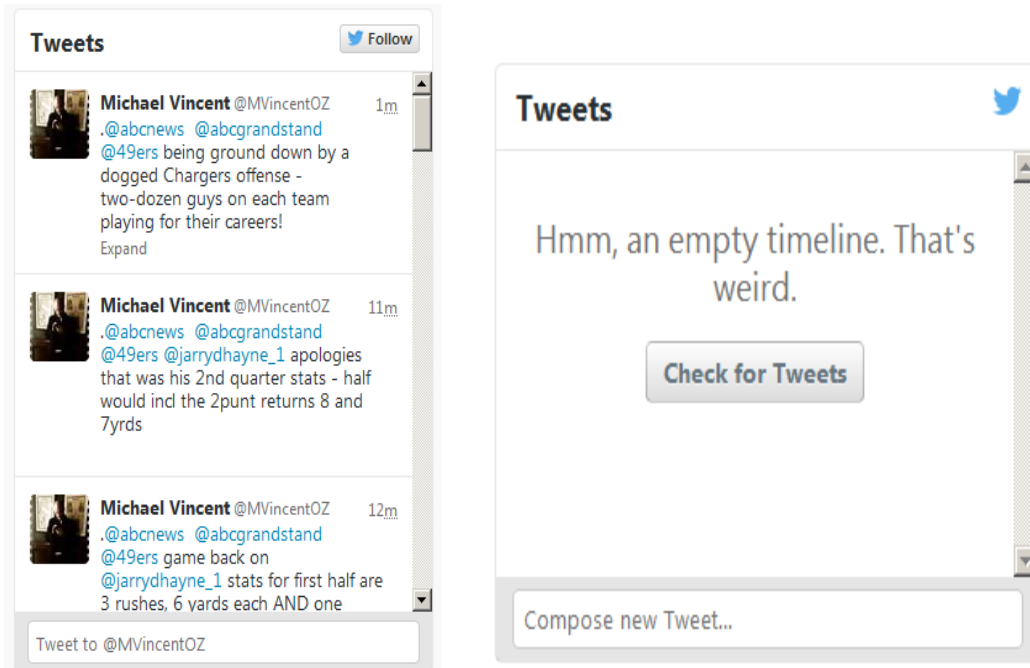 Tweets
Follow
Michael Vincent @MVincentOZ 1m
.@abcnews @abcgrandstand
@49ers being ground down by a
dogged Chargers offense -
two-dozen guys on each team
playing for their careers!
Expand
Michael Vincent @MVincentOZ 11m
.@abcnews @abcgrandstand
@49ers @jarrydhayne_1 apologies
that was his 2nd quarter stats - half
would incl the 2punt returns 8 and
7yrds
Michael Vincent @MVincentOZ 12m
.@abcnews @abcgrandstand
@49ers game back on
@jarrydhayne_1 stats for first half are
3 rushes, 6 yards each AND one
Tweet to @MVincentOZ
Tweets
Hmm, an empty timeline. That's
weird.
Check for Tweets
Compose new Tweet...